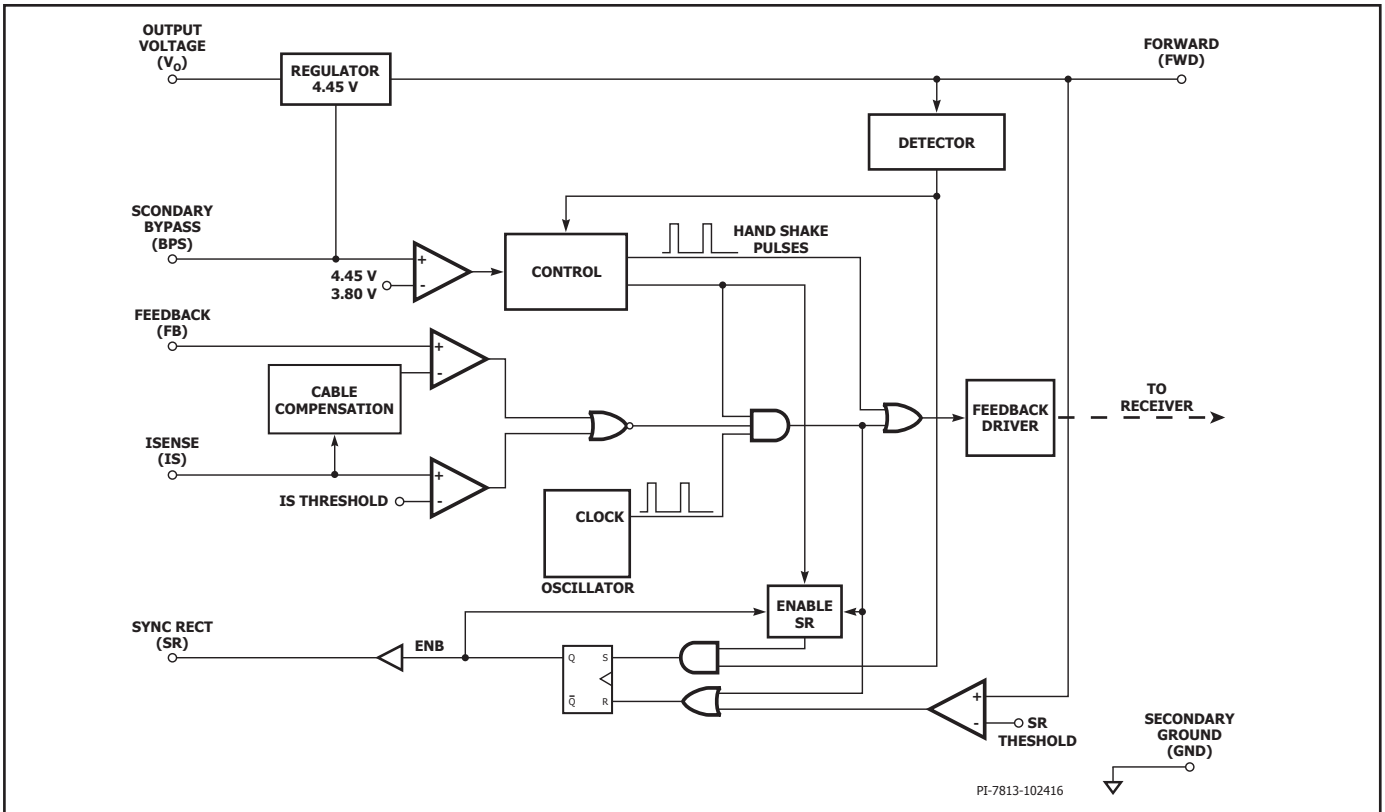 OUTPUT
VOLTAGE
(VO)
REGULATOR
4.45 V
FORWARD
(FWD)
DETECTOR
SCONDARY
BYPASS
(BPS)
4.45 V
3.80 V
+
-
CONTROL
HAND SHAKE
PULSES
FEEDBACK
(FB)
+
-
CABLE
COMPENSATION
ISENSE
(IS)
IS THRESHOLD
+
-
FEEDBACK
DRIVER
TO
RECEIVER
CLOCK
OSCILLATOR
ENABLE
SR
SYNC RECT
(SR)
ENB
Q
S
Q̅
R
+
-
SR
THESHOLD
SECONDARY
GROUND
(GND)
PI-7813-102416